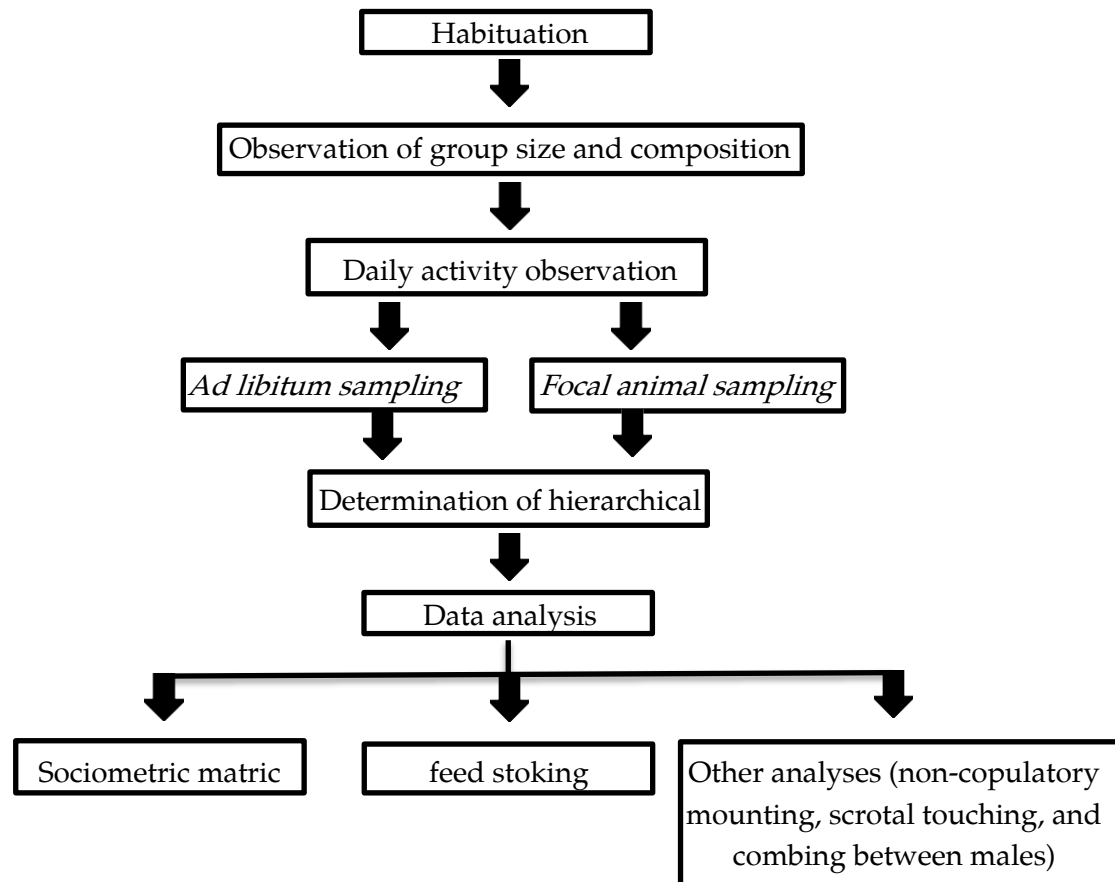 Habituation
Observation of group size and composition
Daily activity observation
Ad libitum sampling
Focal animal sampling
Determination of hierarchical
Data analysis
Sociometric matric
feed stoking
Other analyses (non-copulatory
mounting, scrotal touching, and
combing between males)